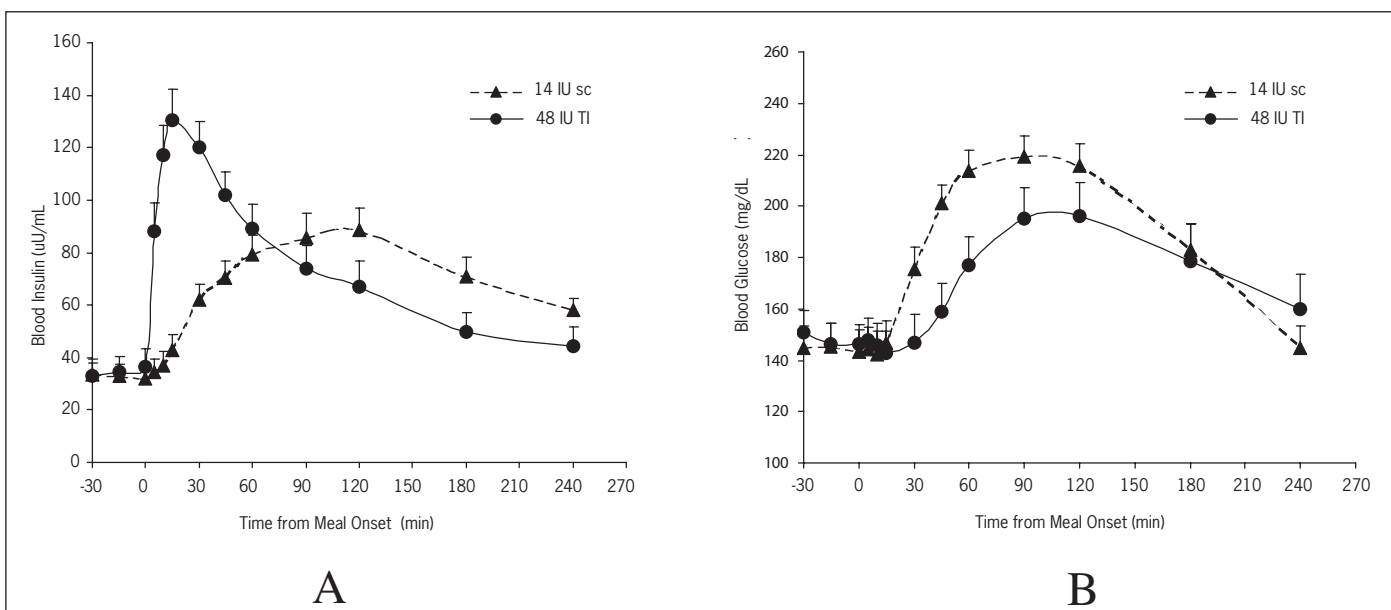 160
140
120
100
80
60
40
20
0
Blood Insulin (uU/mL
14 IU sc
48 IU TI
-30 0 30 60 90 120 150 180 210 240 270
Time from Meal Onset (min)
A
260
240
220
200
180
160
140
120
100
Blood Glucose (mg/dL
14 IU sc
48 IU TI
-30 0 30 60 90 120 150 180 210 240 270
Time from Meal Onset (min)
B